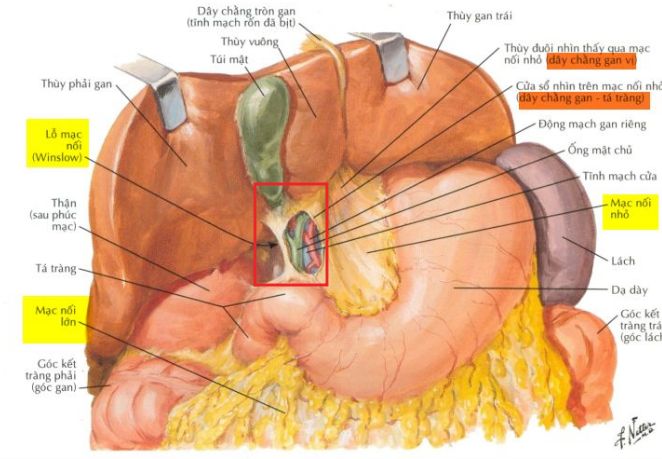 Dây chằng tròn gan
(tĩnh mạch rốn đã bịt)
Thùy vuông
Túi mật
Thùy phải gan
Lỗ mạc
nối
(Winslow)
Thận
(sau phúc
mạc)
Tá tràng
Mạc nối
lớn
Góc kết
tràng phải
(góc gan)
Thùy gan trái
Thùy đuôi nhìn thấy qua mạc
nối nhỏ (dây chằng gan vị)
Cửa sổ nhìn trên mạc nối nhỏ
(dây chằng gan - tá tràng)
Động mạch gan riêng
Ống mật chủ
Tĩnh mạch cửa
Mạc nối
nhỏ
Lách
Dạ dày
Góc kết
tràng trá
(góc lách
F. Netter